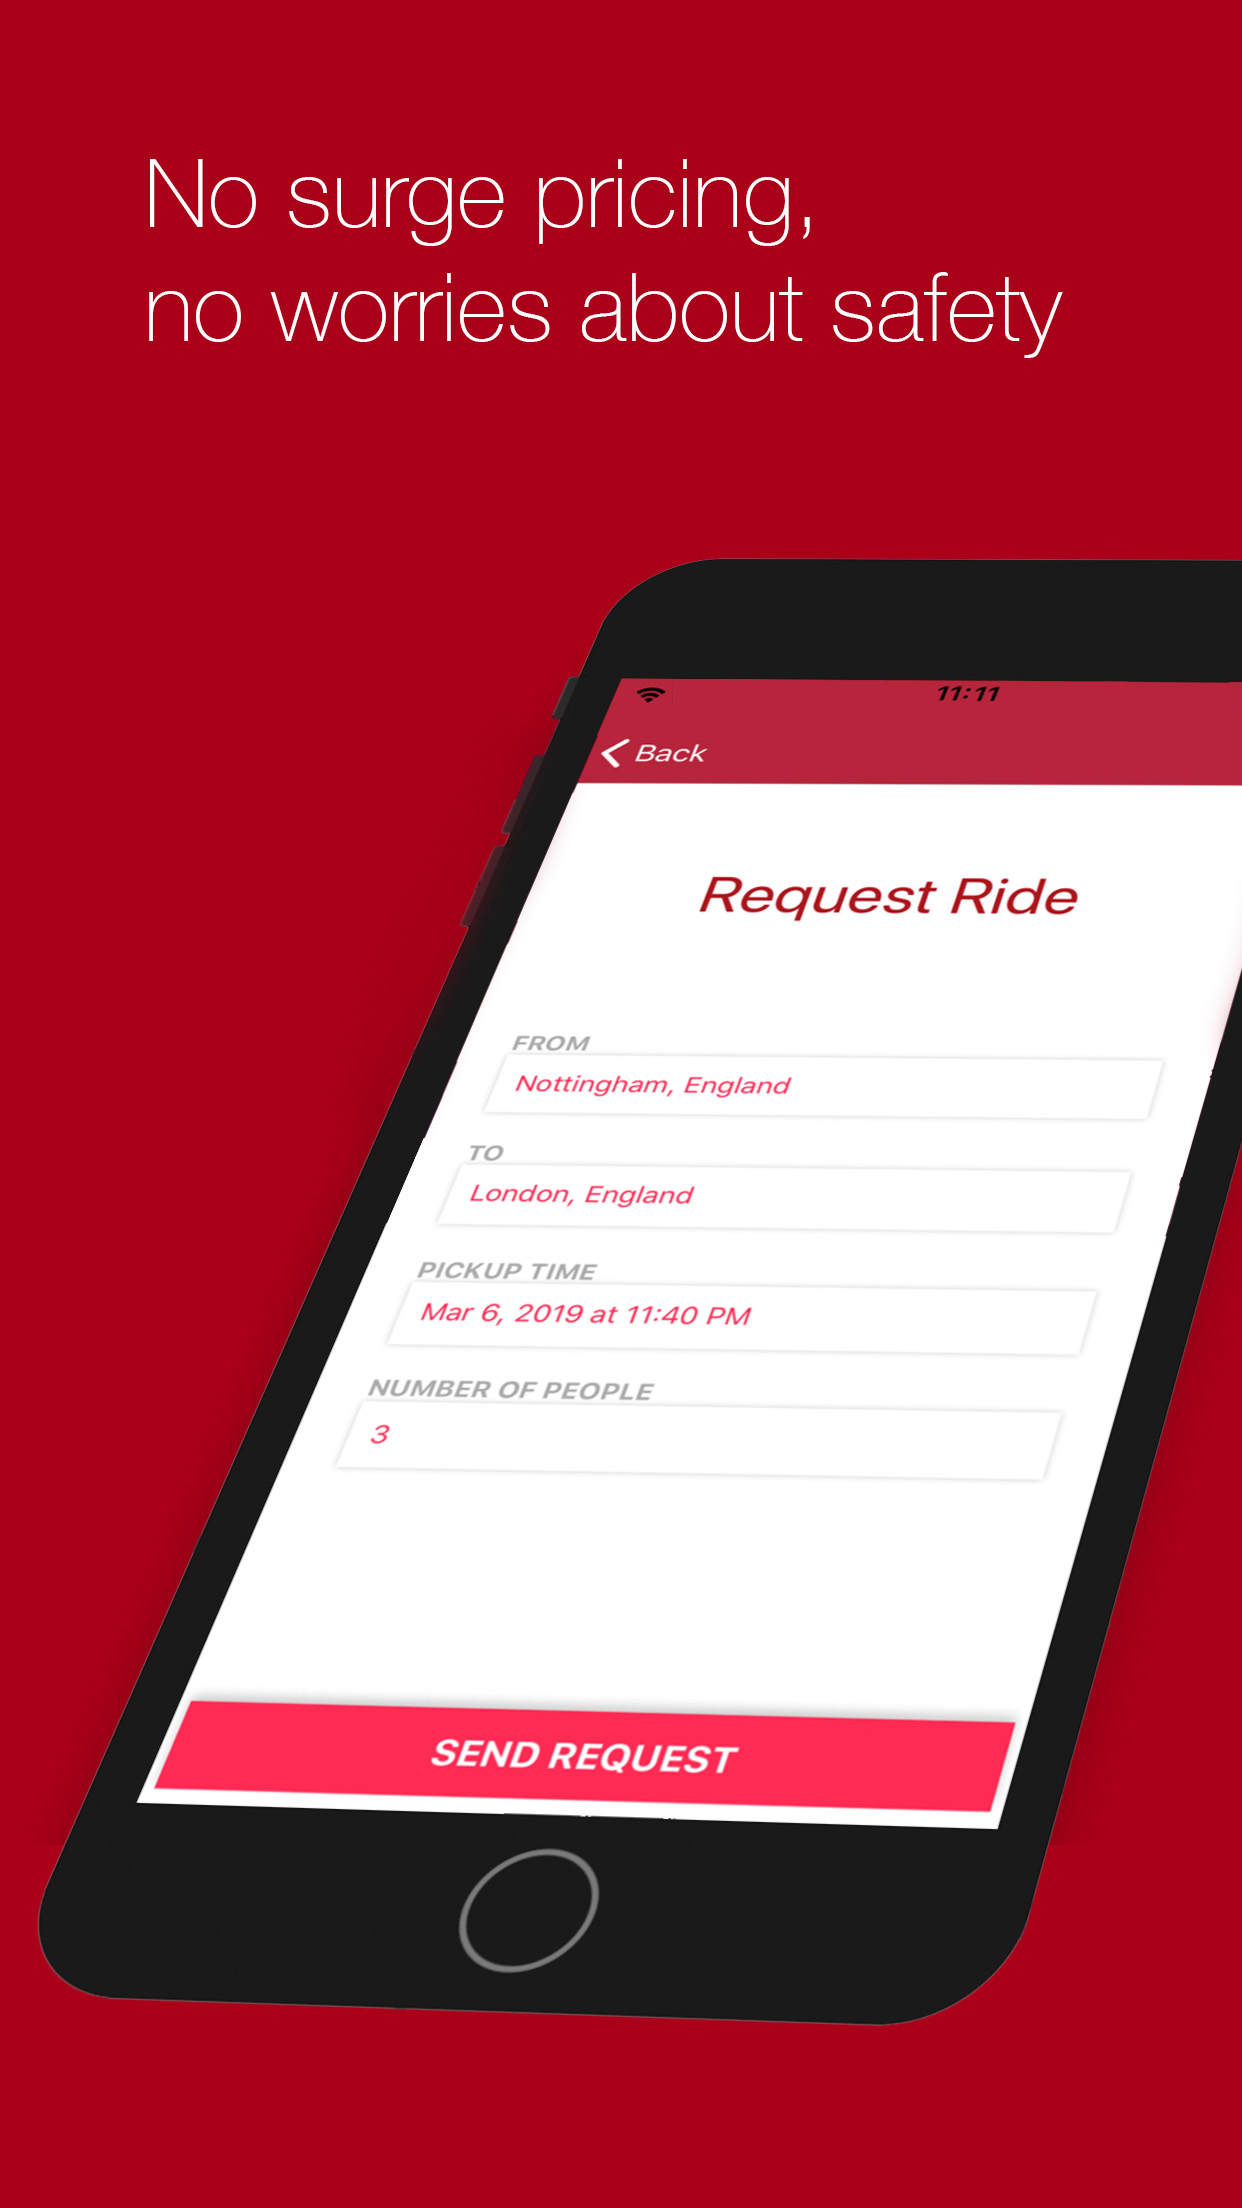 No surge pricing,
no worries about safety
11:11
Back
Request Ride
FROM
Nottingham, England
TO
London, England
PICKUP TIME
Mar 6, 2019 at 11:40 PM
NUMBER OF PEOPLE
3
SEND REQUEST